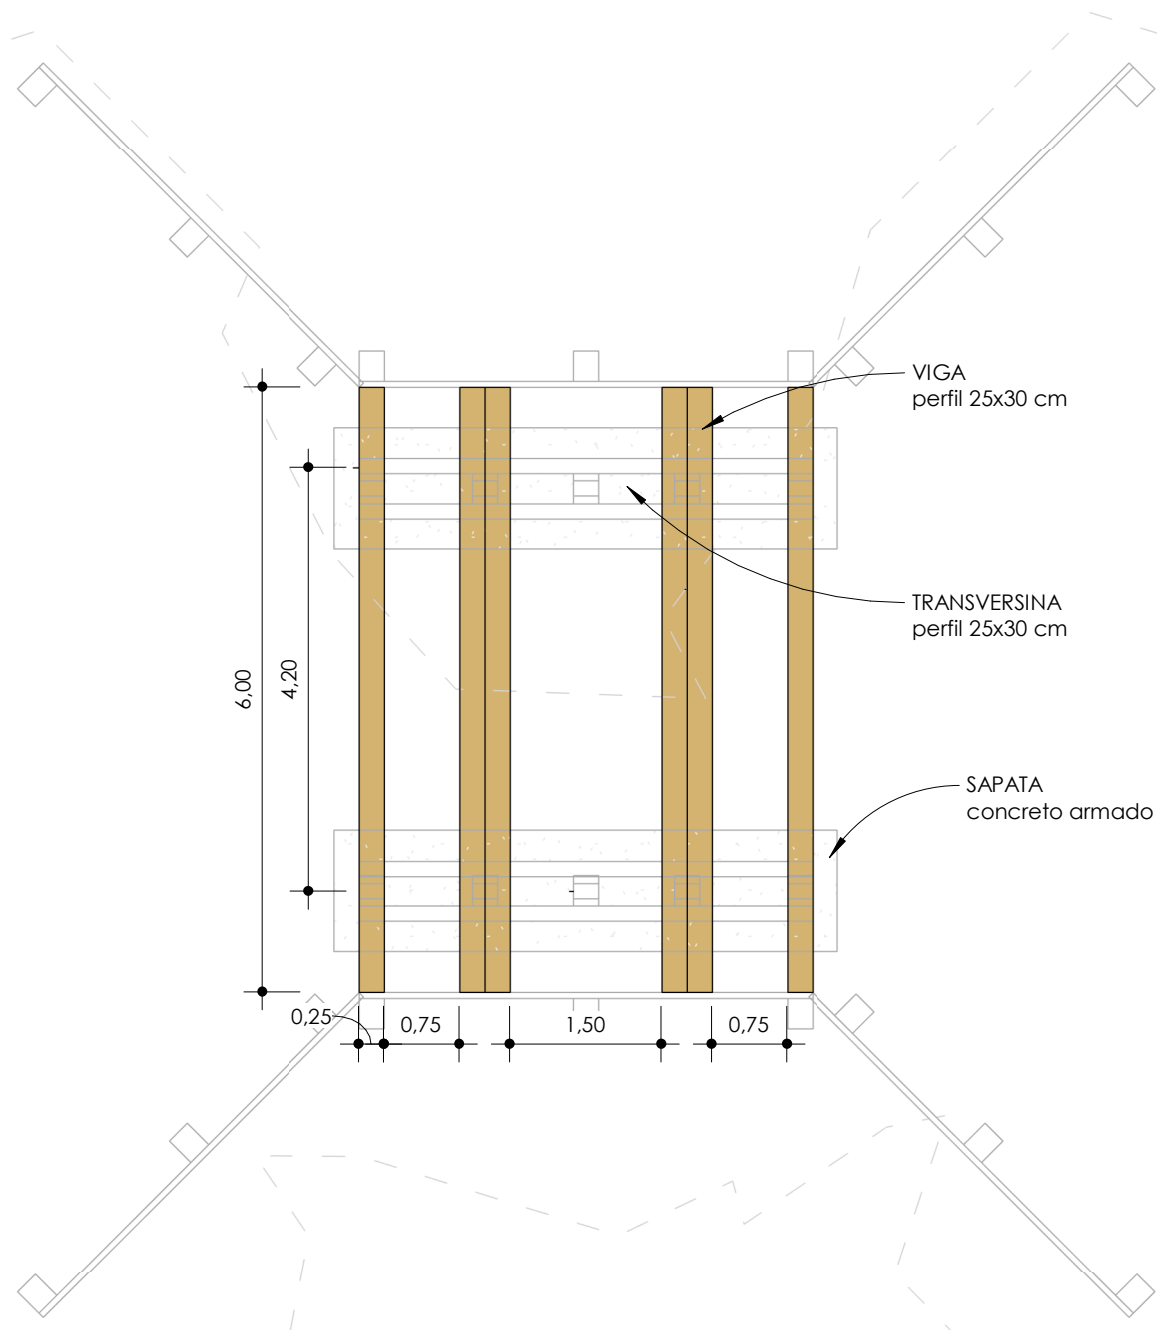 VIGA
perfil 25x30 cm
TRANSVERSINA
perfil 25x30 cm
6,00
4,20
SAPATA
concreto armado
0,25
0,75
1,50
0,75